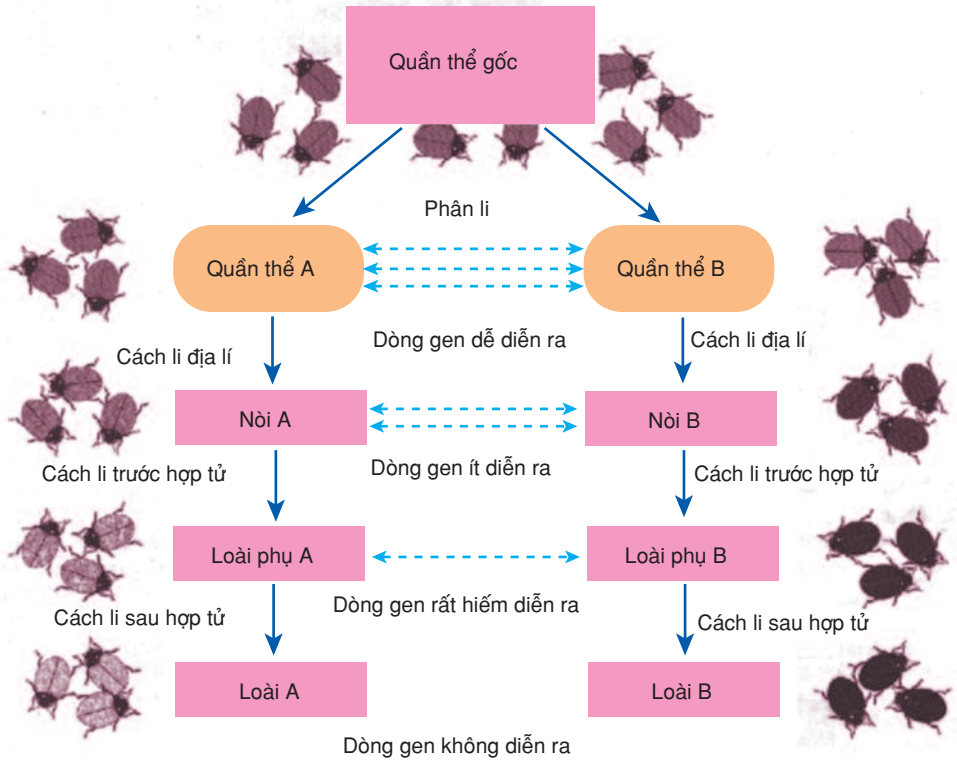 Quần thể gốc
Phân li
Quần thể A
Quần thể B
Dòng gen dễ diễn ra
Cách li địa lí
Cách li địa lí
Nòi A
Nòi B
Dòng gen ít diễn ra
Cách li trước hợp tử
Cách li trước hợp tử
Loài phụ A
Loài phụ B
Dòng gen rất hiếm diễn ra
Cách li sau hợp tử
Cách li sau hợp tử
Loài A
Loài B
Dòng gen không diễn ra